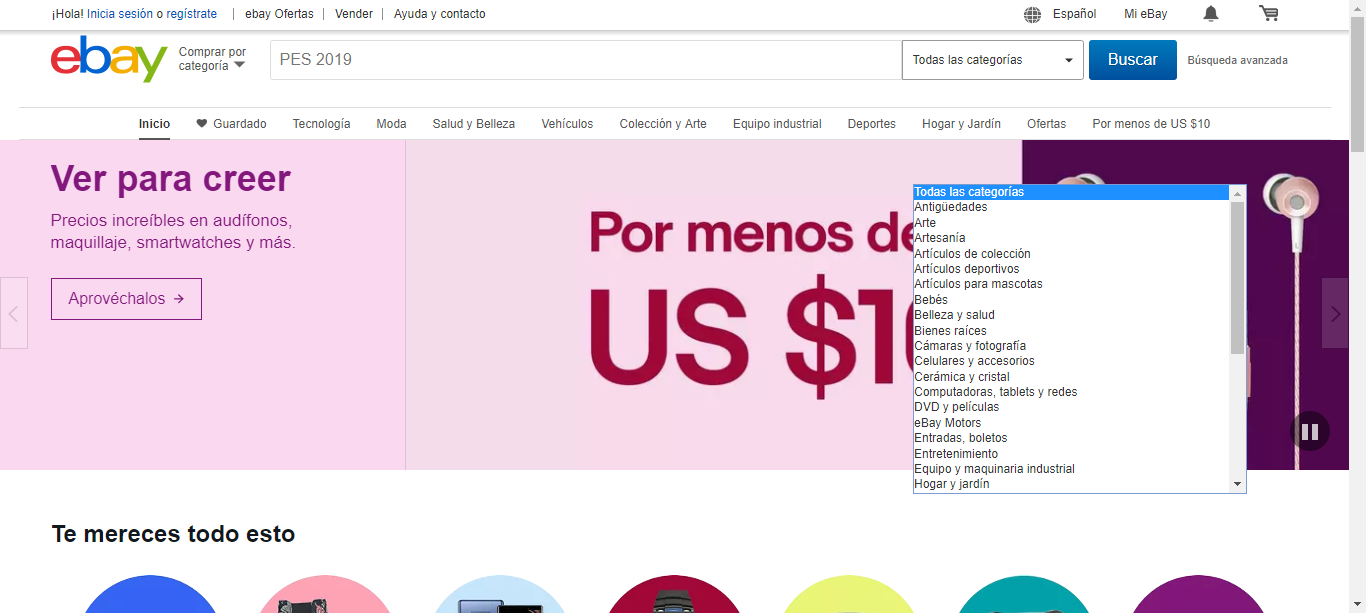 ¡Hola! Inicia sesión o regístrate | ebay Ofertas | Vender | Ayuda y contacto
Español Mi eBay
ebay
Comprar por
categoría
PES 2019
Todas las categorías
Buscar
Búsqueda avanzada
Inicio Guardado Tecnología Moda Salud y Belleza Vehículos Colección y Arte Equipo industrial Deportes Hogar y Jardín Ofertas Por menos de US $10
Ver para creer
Precios increíbles en audífonos,
maquillaje, smartwatches y más.
Aprovéchalos →
Por menos de
US $10
Todas las categorías
Antigüedades
Arte
Artesanía
Artículos de colección
Artículos deportivos
Artículos para mascotas
Bebés
Belleza y salud
Bienes raíces
Cámaras y fotografía
Celulares y accesorios
Cerámica y cristal
Computadoras, tablets y redes
DVD y películas
eBay Motors
Entradas, boletos
Entretenimiento
Equipo y maquinaria industrial
Hogar y jardín
Te mereces todo esto